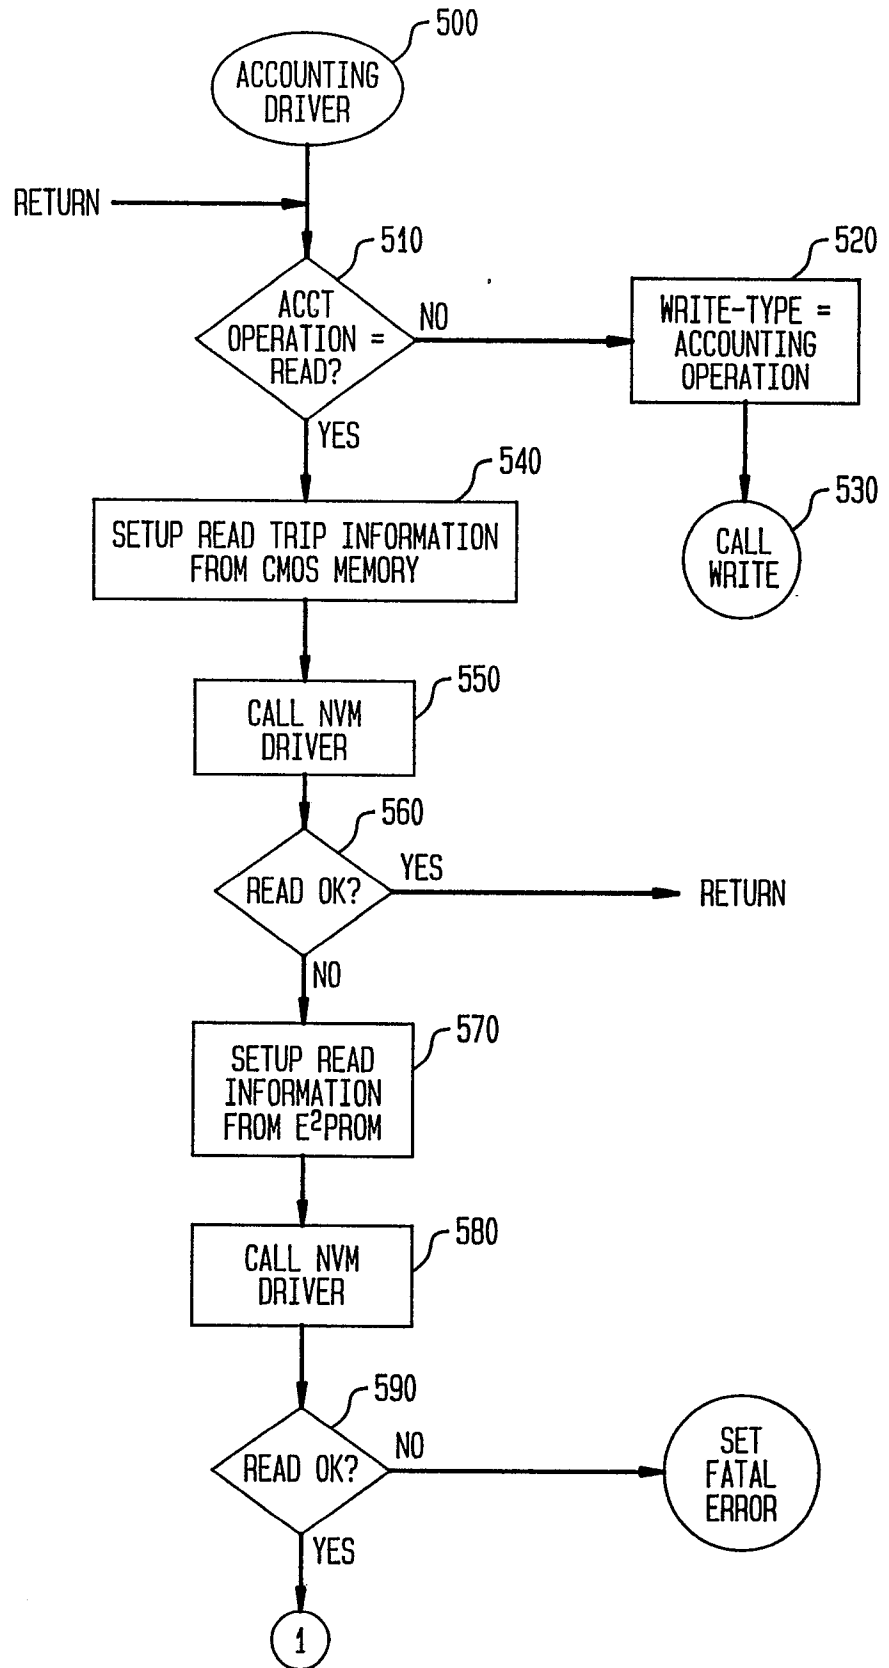 500
ACCOUNTING
DRIVER
RETURN
510
ACCT
OPERATION =
READ?
NO
520
WRITE-TYPE =
ACCOUNTING
OPERATION
YES
530
CALL
WRITE
540
SETUP READ TRIP INFORMATION
FROM CMOS MEMORY
550
CALL NVM
DRIVER
560
READ OK?
YES
RETURN
NO
570
SETUP READ
INFORMATION
FROM E²PROM
580
CALL NVM
DRIVER
590
READ OK?
NO
SET
FATAL
ERROR
YES
1